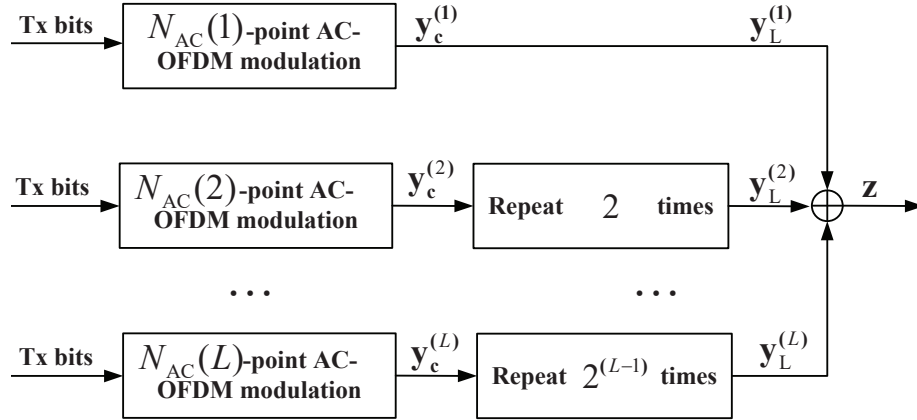 Tx bits
N_AC(1)-point AC-
OFDM modulation
y_c^(1)
y_L^(1)
Tx bits
N_AC(2)-point AC-
OFDM modulation
y_c^(2)
Repeat 2 times
y_L^(2)
z
...
...
Tx bits
N_AC(L)-point AC-
OFDM modulation
y_c^(L)
Repeat 2^(L-1) times
y_L^(L)